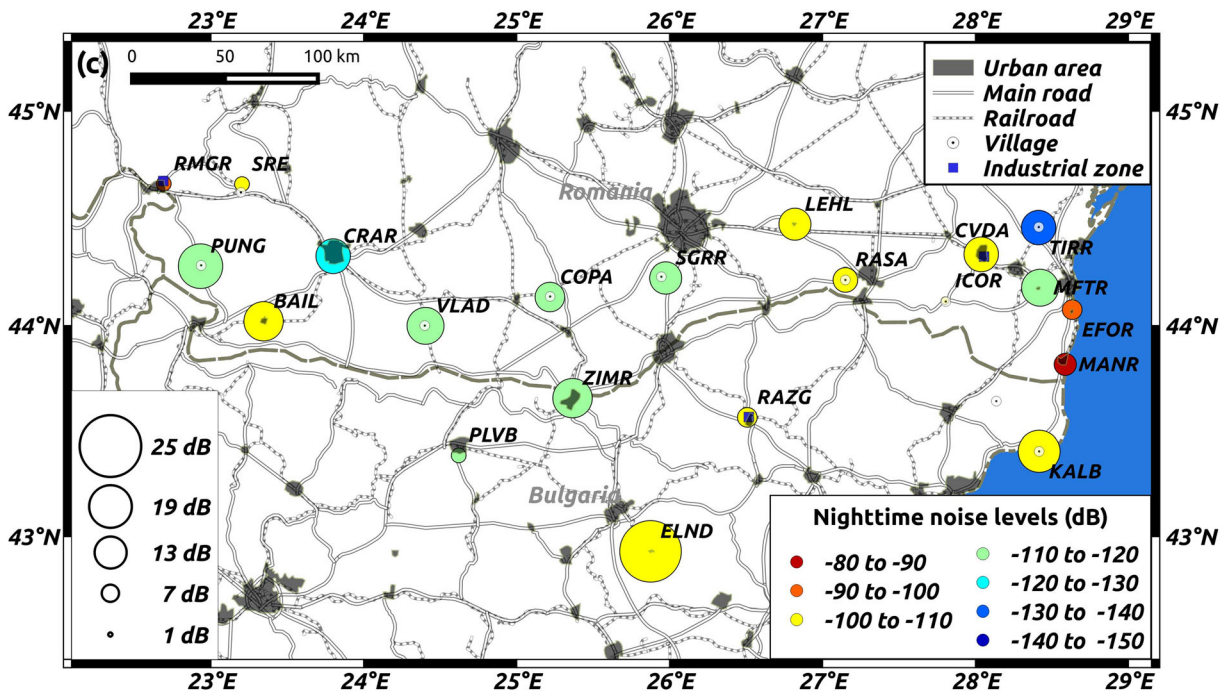 23°E 24°E 25°E 26°E 27°E 28°E 29°E
(c)
0 50 100 km
Urban area
Main road
Railroad
Village
Industrial zone
45°N 45°N
RMGR SRE
Romania
LEHL
PUNG
CRAR
SGRR
CVDA
TIRR
COPA
RASA
ICOR
MFTR
BAIL
VLAD
44°N 44°N
EFOR
ZIMR
MANR
RAZG
PLVB
KALB
Bulgaria
ELND
25 dB
19 dB
13 dB
7 dB
1 dB
43°N 43°N
Nighttime noise levels (dB)
-80 to -90
-90 to -100
-100 to -110
-110 to -120
-120 to -130
-130 to -140
-140 to -150
23°E 24°E 25°E 26°E 27°E 28°E 29°E